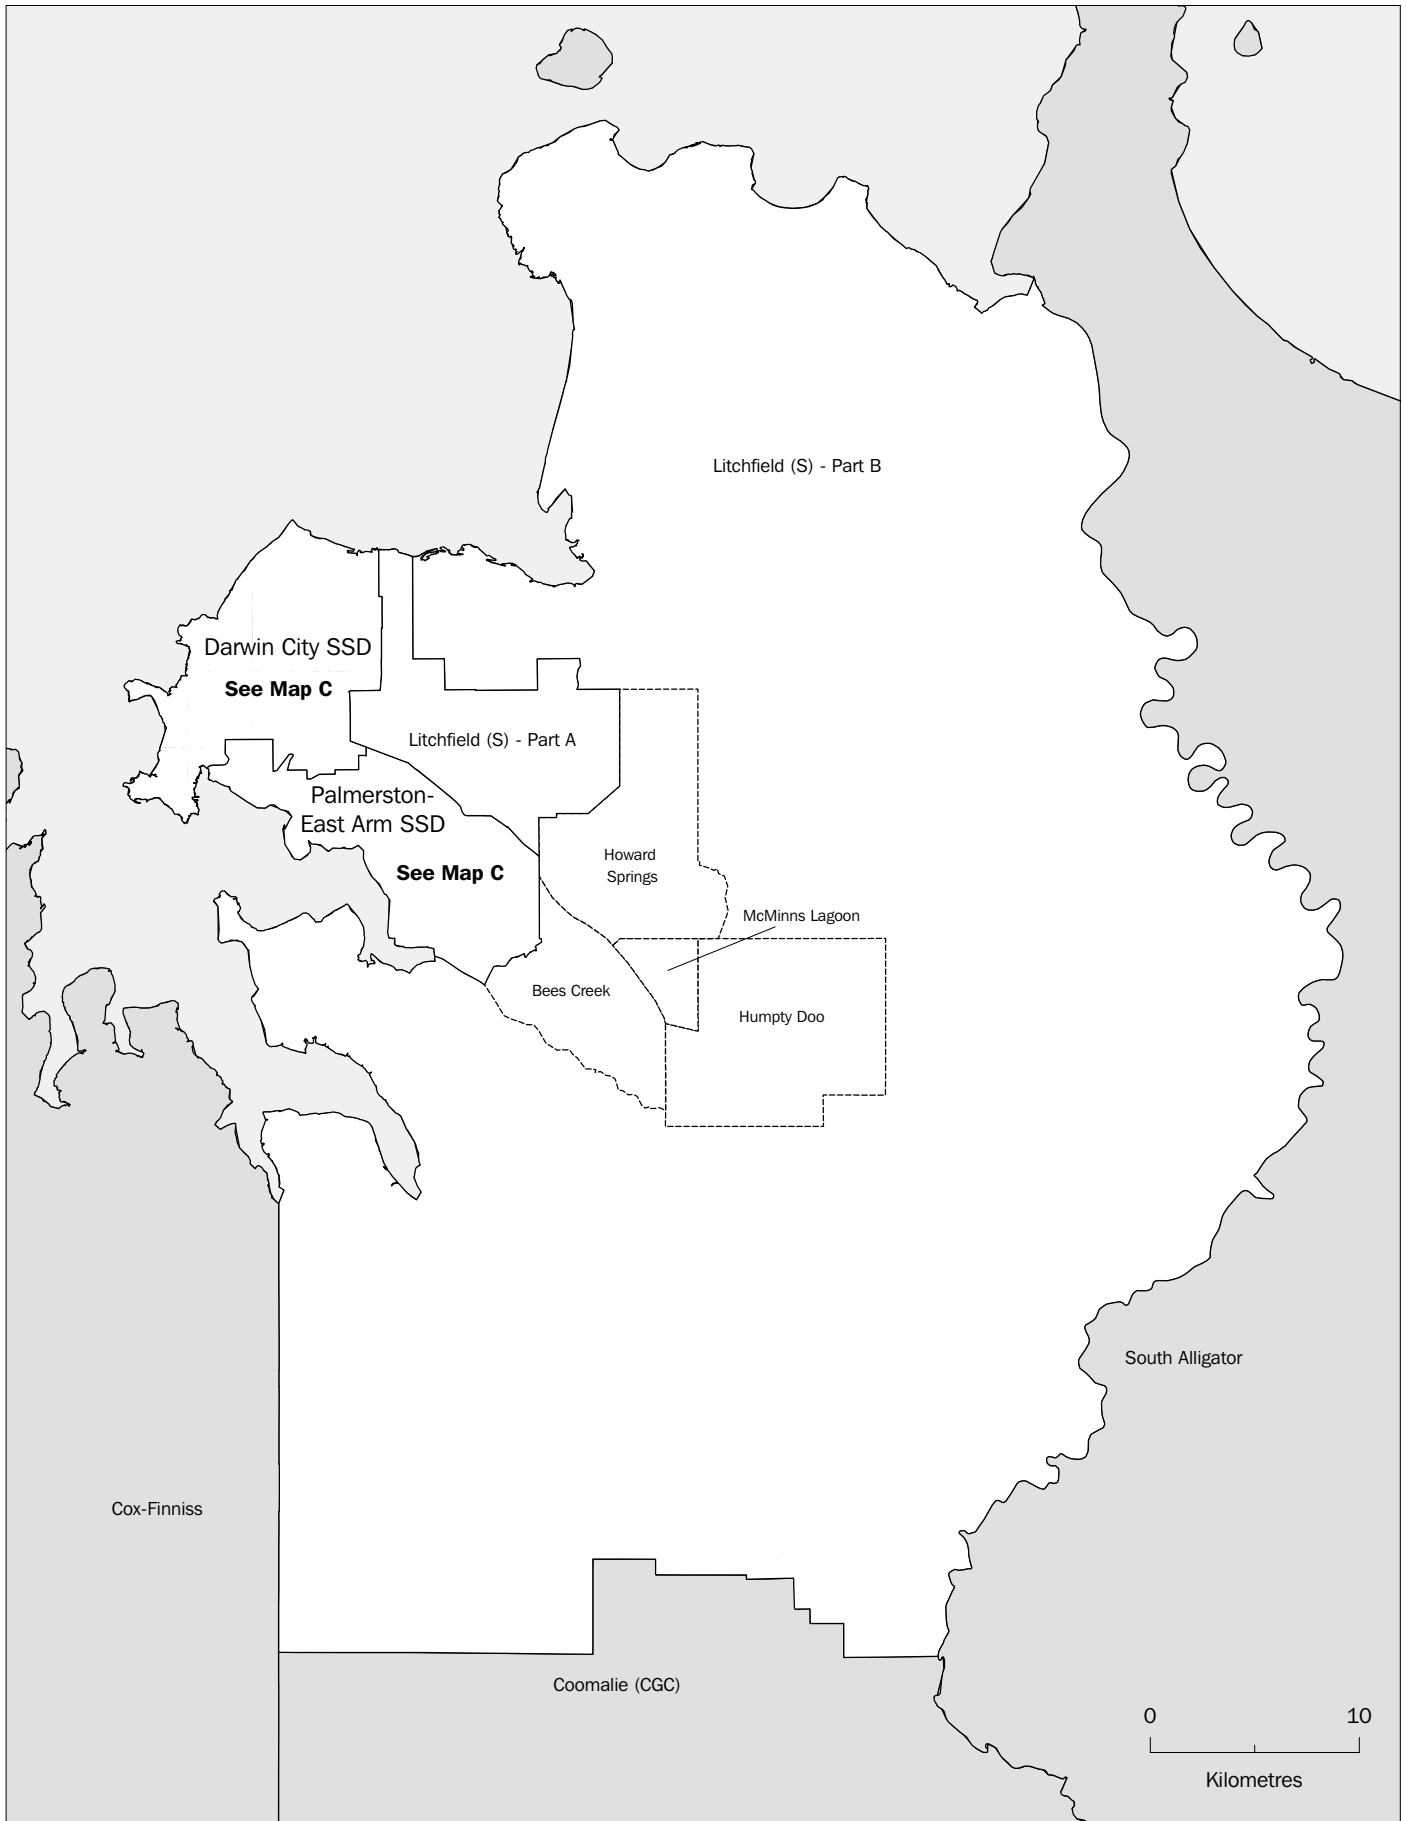 Litchfield (S) - Part B
Darwin City SSD
See Map C
Litchfield (S) - Part A
Palmerston-
East Arm SSD
See Map C
Howard
Springs
McMinns Lagoon
Bees Creek
Humpty Doo
South Alligator
Cox-Finniss
Coomalie (CGC)
0 10
Kilometres